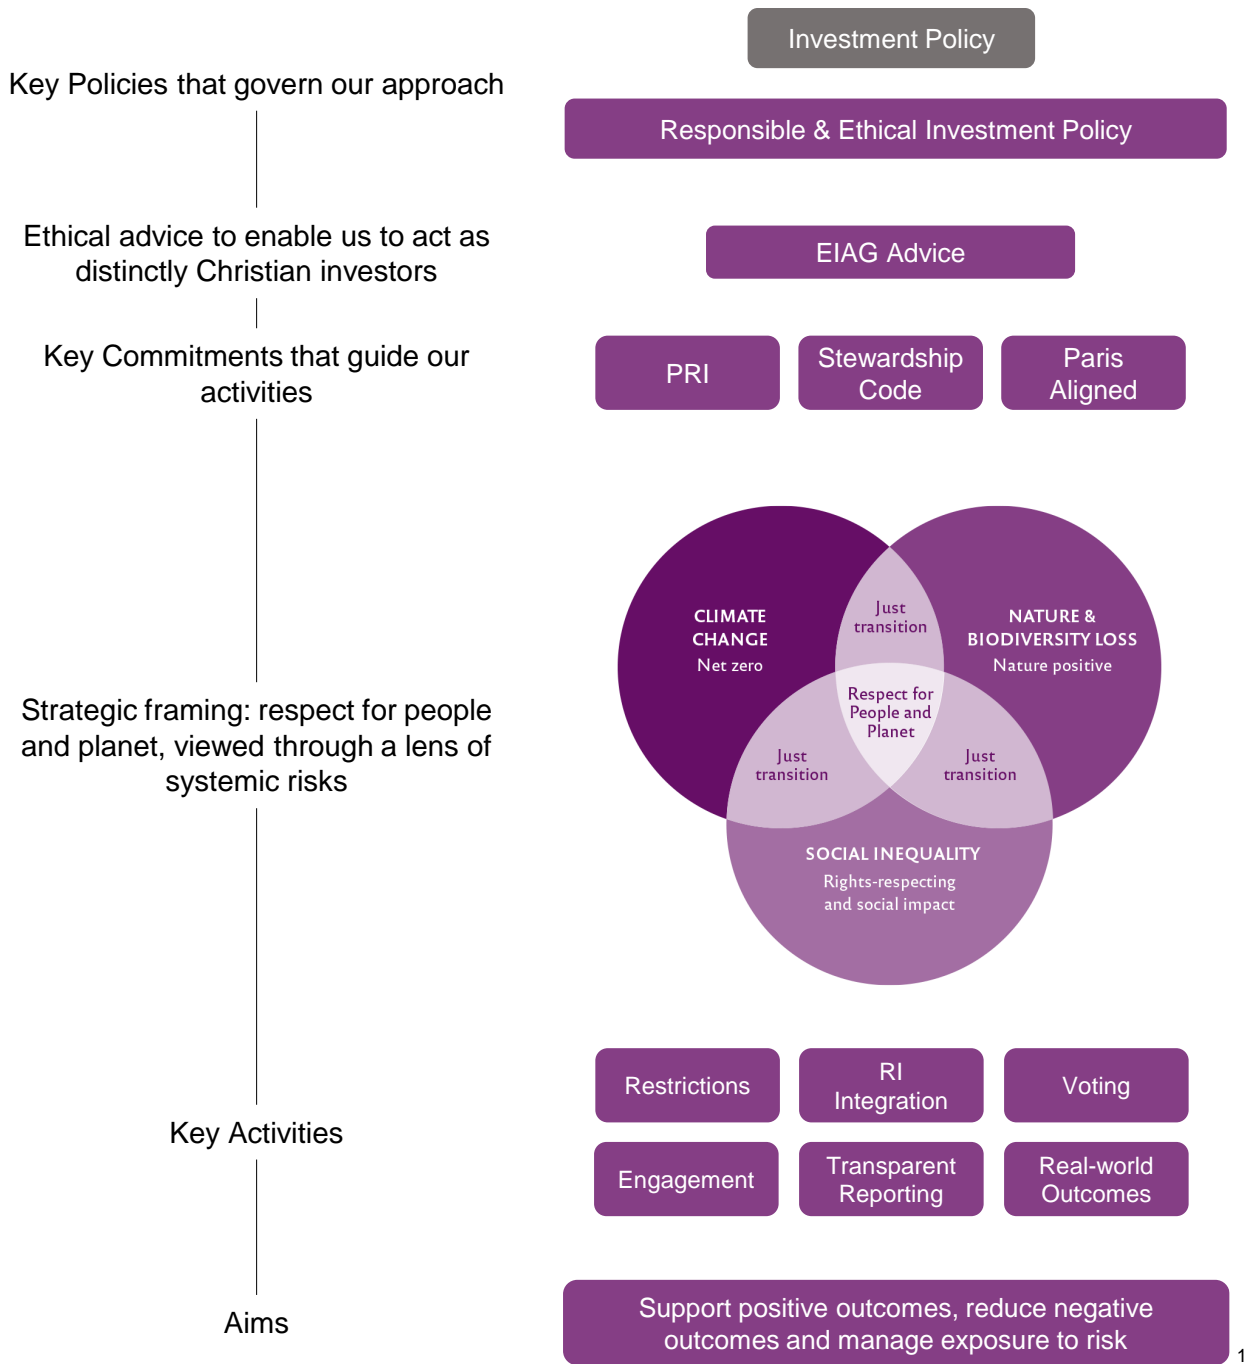 Investment Policy
Key Policies that govern our approach
Responsible & Ethical Investment Policy
Ethical advice to enable us to act as
distinctly Christian investors
EIAG Advice
Key Commitments that guide our
activities
PRI
Stewardship
Code
Paris
Aligned
CLIMATE
CHANGE
Net zero
Just
transition
NATURE &
BIODIVERSITY LOSS
Nature positive
Respect for
People and
Planet
Strategic framing: respect for people
and planet, viewed through a lens of
systemic risks
Just
transition
Just
transition
SOCIAL INEQUALITY
Rights-respecting
and social impact
Key Activities
Restrictions
RI
Integration
Voting
Engagement
Transparent
Reporting
Real-world
Outcomes
Aims
Support positive outcomes, reduce negative
outcomes and manage exposure to risk
1